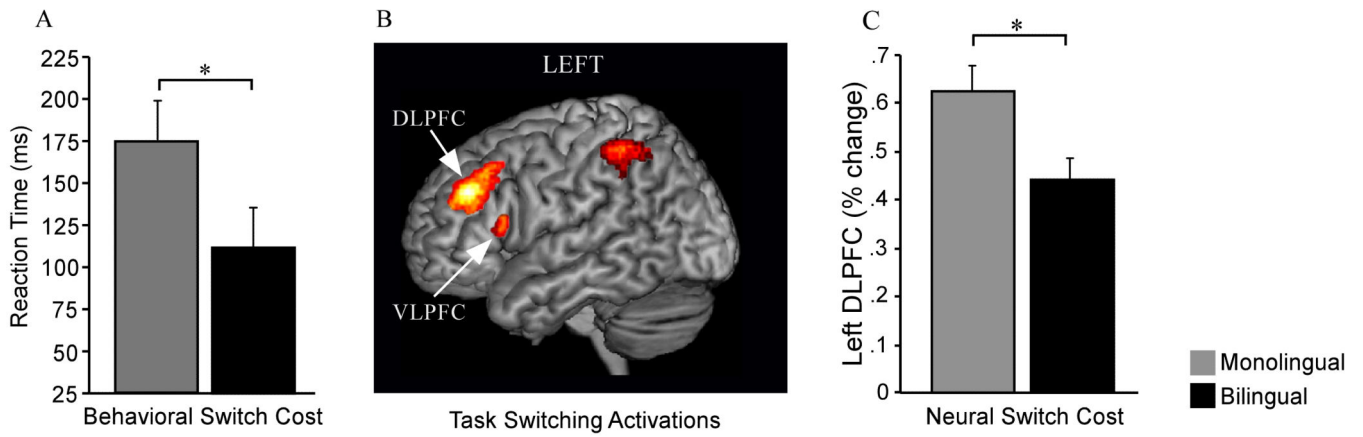 A
Reaction Time (ms)
225
200
175
150
125
100
75
50
25
*
Behavioral Switch Cost
B
LEFT
DLPFC
VLPFC
Task Switching Activations
C
Left DLPFC (% change)
.7
.6
.5
.4
.3
.2
.1
0
*
Neural Switch Cost
Monolingual
Bilingual